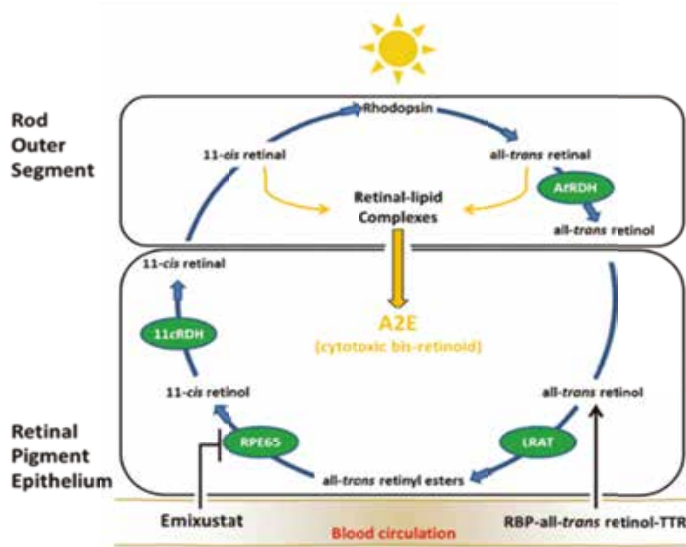 Rod
Outer
Segment
Rhodopsin
11-cis retinal
all-trans retinal
AtRDH
Retinal-lipid
Complexes
all-trans retinol
11-cis retinal
A2E
(cytotoxic bis-retinoid)
11cRDH
11-cis retinol
all-trans retinol
Retinal
Pigment
Epithelium
RPE65
LRAT
all-trans retinyl esters
Emixustat
Blood circulation
RBP-all-trans retinol-TTR